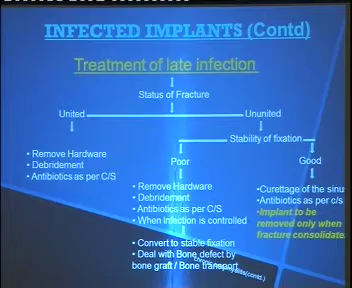 INFECTED IMPLANTS (Contd)
Treatment of late infection
Status of Fracture
United
Ununited
Stability of fixation
Poor
Good
• Remove Hardware
• Debridement
• Antibiotics as per C/S
• Remove Hardware
• Debridement
• Antibiotics as per C/S
• When Infection is controlled
• Convert to stable fixation
• Deal with Bone defect by
bone graft / Bone transport
•Curettage of the sinu
•Antibiotics as per c/s
•Implant to be
removed only when
fracture consolidate
(contd.)